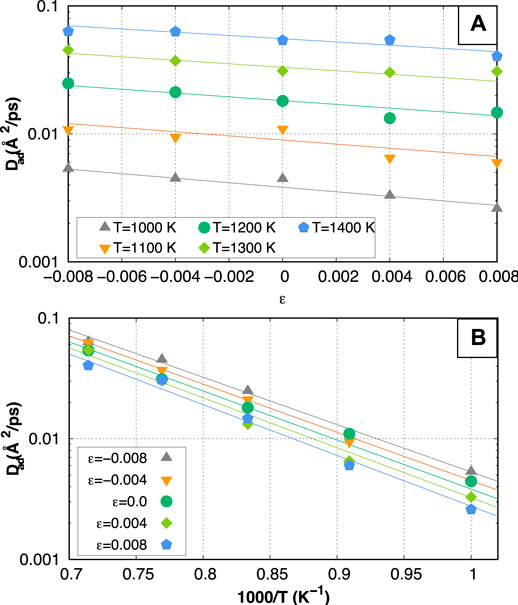 0.1
A
0.01
0.001
D_ad(Å^2/ps)
T=1000 K T=1200 K T=1400 K
T=1100 K T=1300 K
−0.008 −0.006 −0.004 −0.002 0 0.002 0.004 0.006 0.008
ε
0.1
B
0.01
0.001
D_ad(Å^2/ps)
ε=−0.008
ε=−0.004
ε=0.0
ε=0.004
ε=0.008
0.7 0.75 0.8 0.85 0.9 0.95 1
1000/T (K^−1)